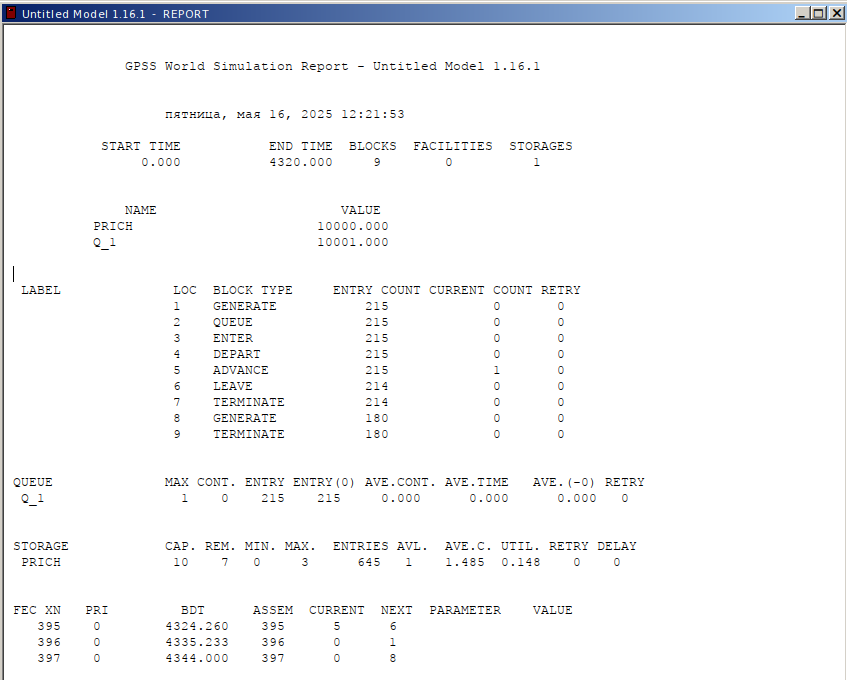 Untitled Model 1.16.1 - REPORT
GPSS World Simulation Report - Untitled Model 1.16.1
пятница, мая 16, 2025 12:21:53
START TIME END TIME BLOCKS FACILITIES STORAGES
0.000 4320.000 9 0 1
NAME VALUE
PRICH 10000.000
Q_1 10001.000
LABEL LOC BLOCK TYPE ENTRY COUNT CURRENT COUNT RETRY
1 GENERATE 215 0 0
2 QUEUE 215 0 0
3 ENTER 215 0 0
4 DEPART 215 0 0
5 ADVANCE 215 1 0
6 LEAVE 214 0 0
7 TERMINATE 214 0 0
8 GENERATE 180 0 0
9 TERMINATE 180 0 0
QUEUE MAX CONT. ENTRY ENTRY(0) AVE.CONT. AVE.TIME AVE.(-0) RETRY
Q_1 1 0 215 215 0.000 0.000 0.000 0
STORAGE CAP. REM. MIN. MAX. ENTRIES AVL. AVE.C. UTIL. RETRY DELAY
PRICH 10 7 0 3 645 1 1.485 0.148 0 0
FEC XN PRI BDT ASSEM CURRENT NEXT PARAMETER VALUE
395 0 4324.260 395 5 6
396 0 4335.233 396 0 1
397 0 4344.000 397 0 8